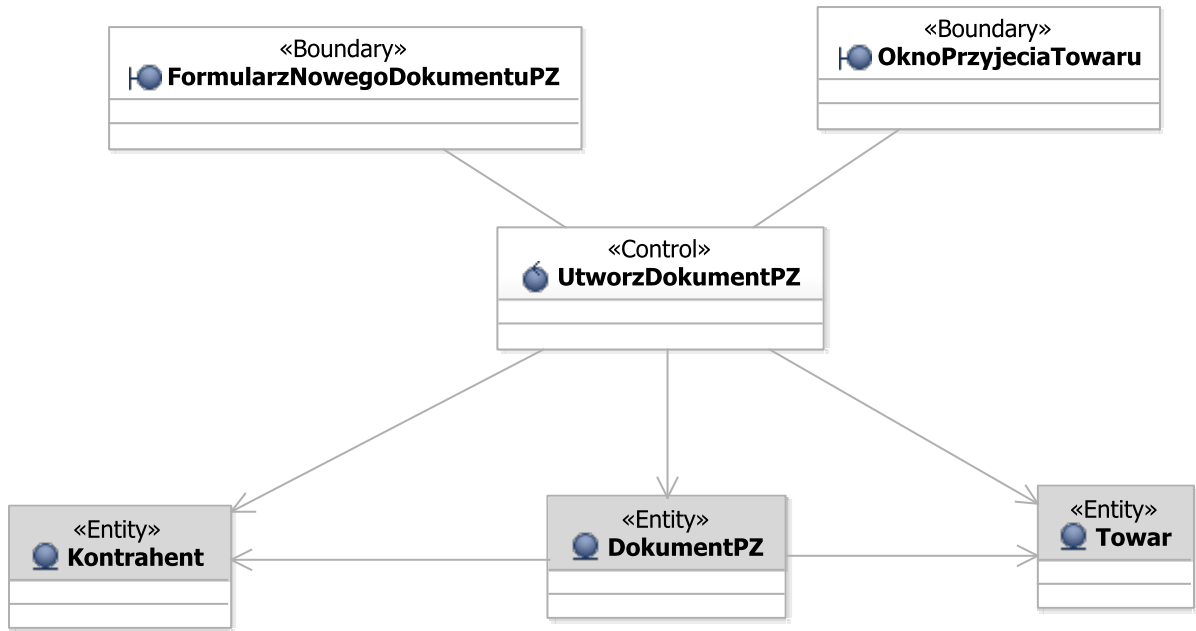 «Boundary»
FormularzNowegoDokumentuPZ
«Boundary»
OknoPrzyjeciaTowaru
«Control»
UtworzDokumentPZ
«Entity»
Kontrahent
«Entity»
DokumentPZ
«Entity»
Towar